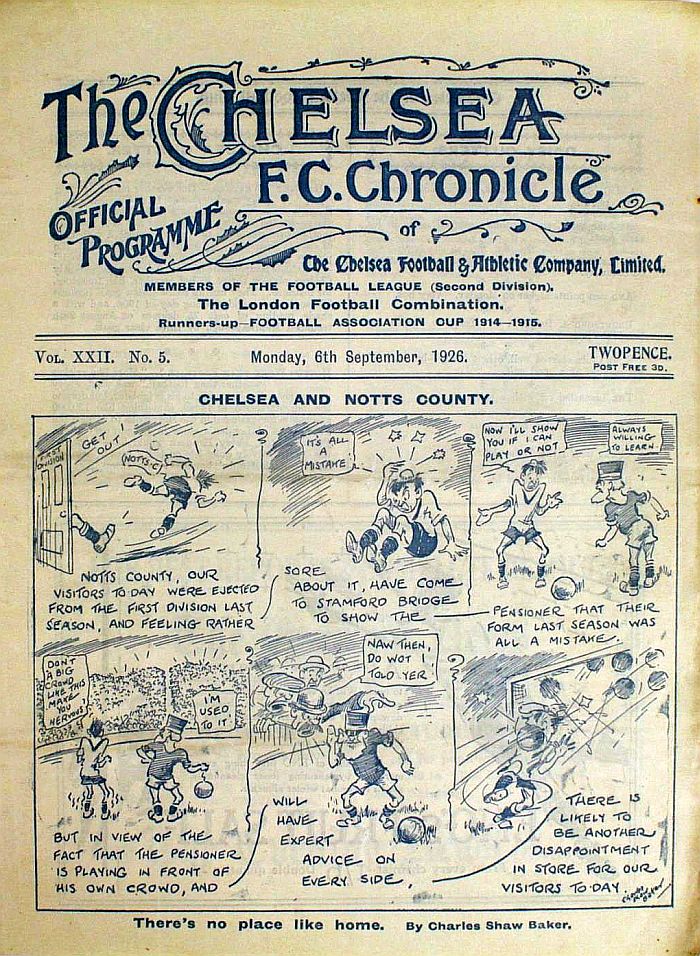 The CHELSEA
F.C. Chronicle
OFFICIAL
PROGRAMME
of
The Chelsea Football & Athletic Company, Limited.
MEMBERS OF THE FOOTBALL LEAGUE (Second Division).
The London Football Combination.
Runners-up—FOOTBALL ASSOCIATION CUP 1914–1915.
VOL. XXII. No. 5.
Monday, 6th September, 1926.
TWOPENCE.
POST FREE 3D.
CHELSEA AND NOTTS COUNTY.
FIRST
DIVISION
GET
OUT!
NOTTS.C
NOTTS COUNTY, OUR
VISITORS TO-DAY WERE EJECTED
FROM THE FIRST DIVISION LAST
SEASON, AND FEELING RATHER
IT'S ALL
A
MISTAKE
SORE
ABOUT IT, HAVE COME
TO STAMFORD BRIDGE
TO SHOW THE
NOW I'LL SHOW
YOU IF I CAN
PLAY OR NOT
ALWAYS
WILLING
TO LEARN
PENSIONER THAT THEIR
FORM LAST SEASON WAS
ALL A MISTAKE.
DON'T
A BIG
CROWD
LIKE THIS
MAKE
YOU
NERVOUS?
I'M
USED
TO IT
BUT IN VIEW OF THE
FACT THAT THE PENSIONER
IS PLAYING IN FRONT OF
HIS OWN CROWD, AND
NAW THEN,
DO WOT I
TOLD YER
WILL
HAVE
EXPERT
ADVICE ON
EVERY SIDE,
THERE IS
LIKELY TO
BE ANOTHER
DISAPPOINTMENT
IN STORE FOR OUR
VISITORS TO-DAY.
Charles
Shaw
Baker
There's no place like home. By Charles Shaw Baker.